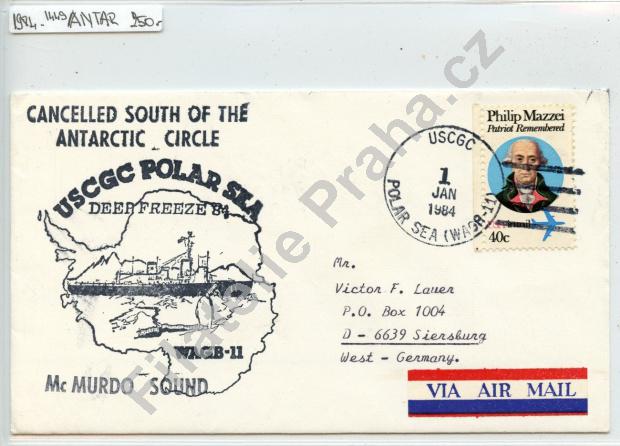 1984-1449/ANTAR 250.-
CANCELLED SOUTH OF THE
ANTARCTIC CIRCLE
USCGC POLAR SEA
DEEP FREEZE 84
WAGB-11
Mc MURDO SOUND
USCGC
1
JAN
1984
POLAR SEA (WAGB-11)
Philip Mazzei
Patriot Remembered
USAirmail
40c
Mr.
Victor F. Lauer
P.O. Box 1004
D - 6639 Siersburg
West - Germany.
VIA AIR MAIL
Filatelie Praha.cz